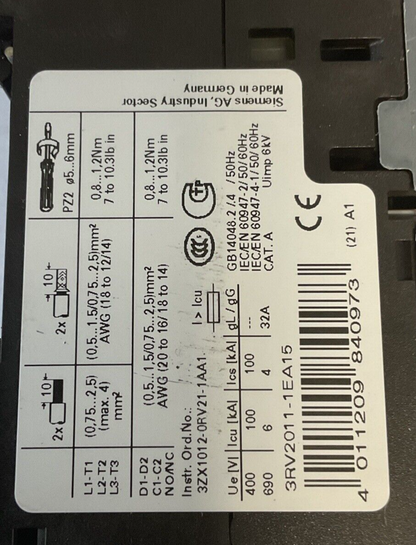 Siemens AG, Industry Sector
Made in Germany
10
2x
10
2x
PZ2 ø5..6mm
L1-T1
L2-T2
L3-T3
(0,75...2,5)
(max. 4)
mm²
(0,5...1,5/0,75...2,5)mm²
AWG (18 to 12/14)
0,8...1,2Nm
7 to 10.3lb in
D1-D2
C1-C2
NO/NC
(0,5...1,5/0,75...2,5)mm²
AWG (20 to 16/18 to 14)
0,8...1,2Nm
7 to 10.3lb in
Instr. Ord.No.:
3ZX1012-0RV21-1AA1
I > Icu
CCC
Ue [V] Icu [kA] Ics [kA] gL / gG
400 100 100 ---
690 6 4 32A
GB14048.2 /.4 / 50Hz
IEC/EN 60947-2/ 50/ 60Hz
IEC/EN 60947-4-1/ 50/ 60Hz
CAT. A Uimp 6kV
3RV2011-1EA15
CE
4 011209 840973
(21) A1